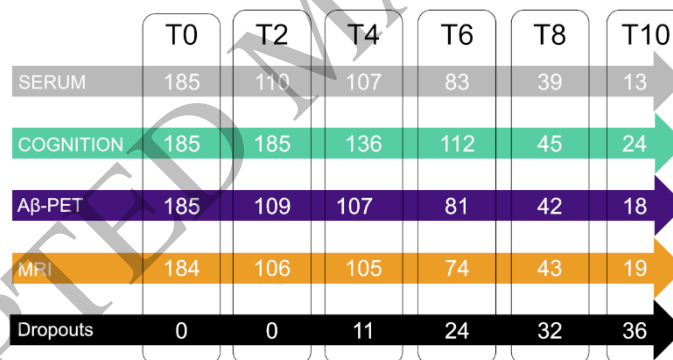 T0 T2 T4 T6 T8 T10
SERUM 185 110 107 83 39 13
COGNITION 185 185 136 112 45 24
Aβ-PET 185 109 107 81 42 18
MRI 184 106 105 74 43 19
Dropouts 0 0 11 24 32 36